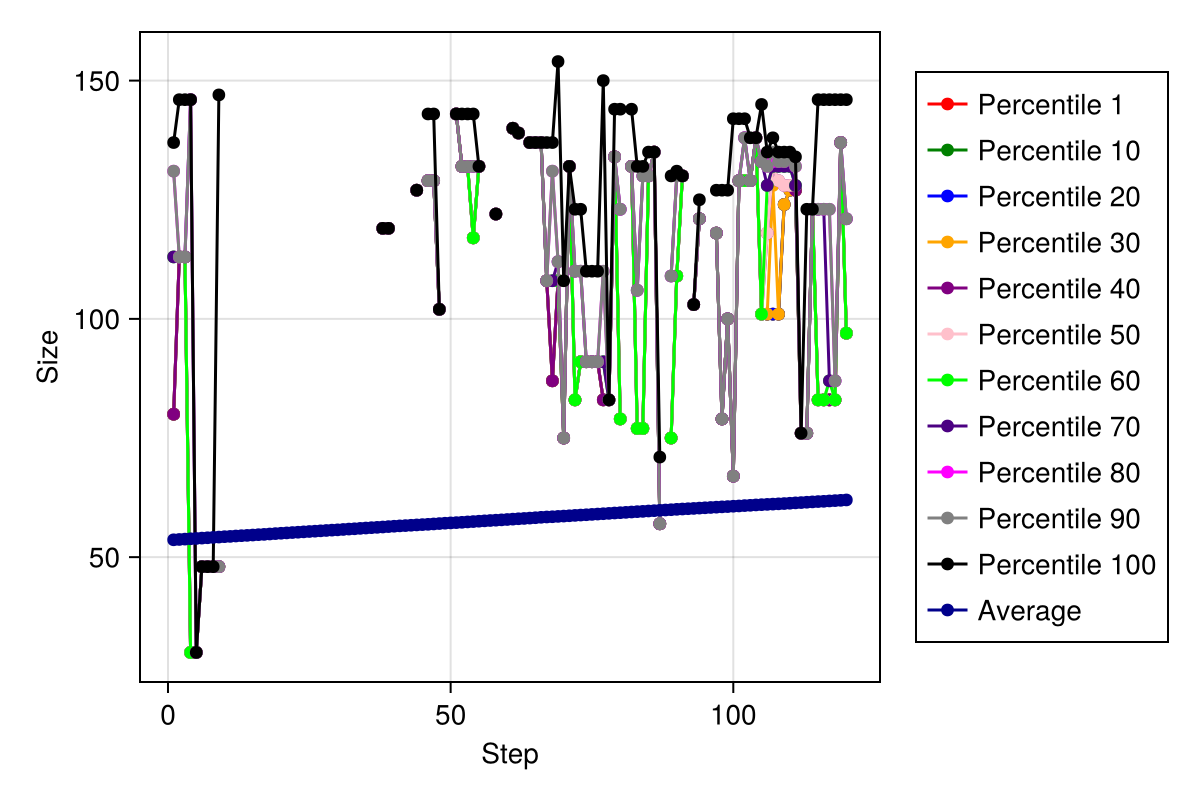 150
100
50
Size
0
50
100
Step
Percentile 1
Percentile 10
Percentile 20
Percentile 30
Percentile 40
Percentile 50
Percentile 60
Percentile 70
Percentile 80
Percentile 90
Percentile 100
Average